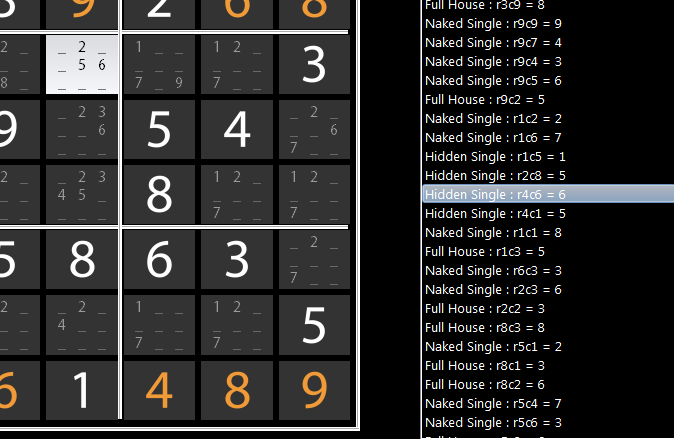 9 2 6 8
2 _ _ 2 _ 1 _ _ 1 2 _
_ _ _ 5 6 _ _ _ _ _ _ 3
8 _ _ _ _ 7 _ 9 7 _ _
_ 2 3 _ 2 _
9 _ _ 6 5 4 _ _ 6
_ _ _ 7 _ _
2 _ _ 2 _ 1 2 _ 1 2 _
_ _ 4 5 _ 8 _ _ _ _ _ _
_ _ _ _ _ 7 _ _ 7 _ _
_ 2 _
5 8 6 3 _ _ _
7 _ _
2 _ _ 2 _ 1 _ _ 1 2 _
_ _ 4 _ _ _ _ _ _ _ _ 5
_ _ _ _ _ 7 _ _ 7 _ _
6 1 4 8 9
Full House : r3c9 = 8
Naked Single : r9c9 = 9
Naked Single : r9c7 = 4
Naked Single : r9c4 = 3
Naked Single : r9c5 = 6
Full House : r9c2 = 5
Naked Single : r1c2 = 2
Naked Single : r1c6 = 7
Hidden Single : r1c5 = 1
Hidden Single : r2c8 = 5
Hidden Single : r4c6 = 6
Hidden Single : r4c1 = 5
Naked Single : r1c1 = 8
Full House : r1c3 = 5
Naked Single : r6c3 = 3
Naked Single : r2c3 = 6
Full House : r2c2 = 3
Full House : r8c3 = 8
Naked Single : r5c1 = 2
Full House : r8c1 = 3
Full House : r8c2 = 6
Naked Single : r5c4 = 7
Naked Single : r5c6 = 3